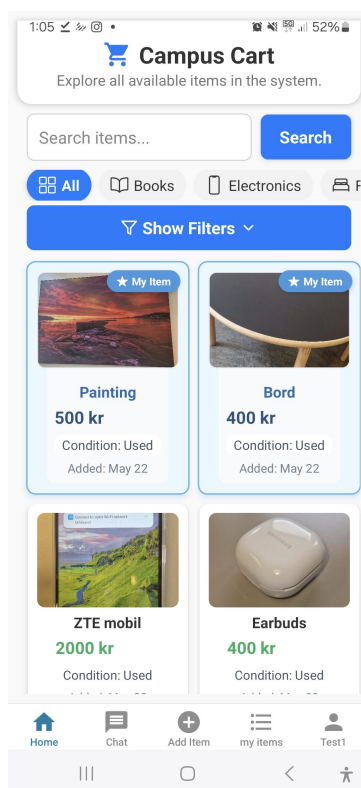 1:05 52%
Campus Cart
Explore all available items in the system.
Search items... Search
All Books Electronics F
Show Filters
My Item My Item
Painting Bord
500 kr 400 kr
Condition: Used Condition: Used
Added: May 22 Added: May 22
ZTE mobil Earbuds
2000 kr 400 kr
Condition: Used Condition: Used
Home Chat Add Item my items Test1